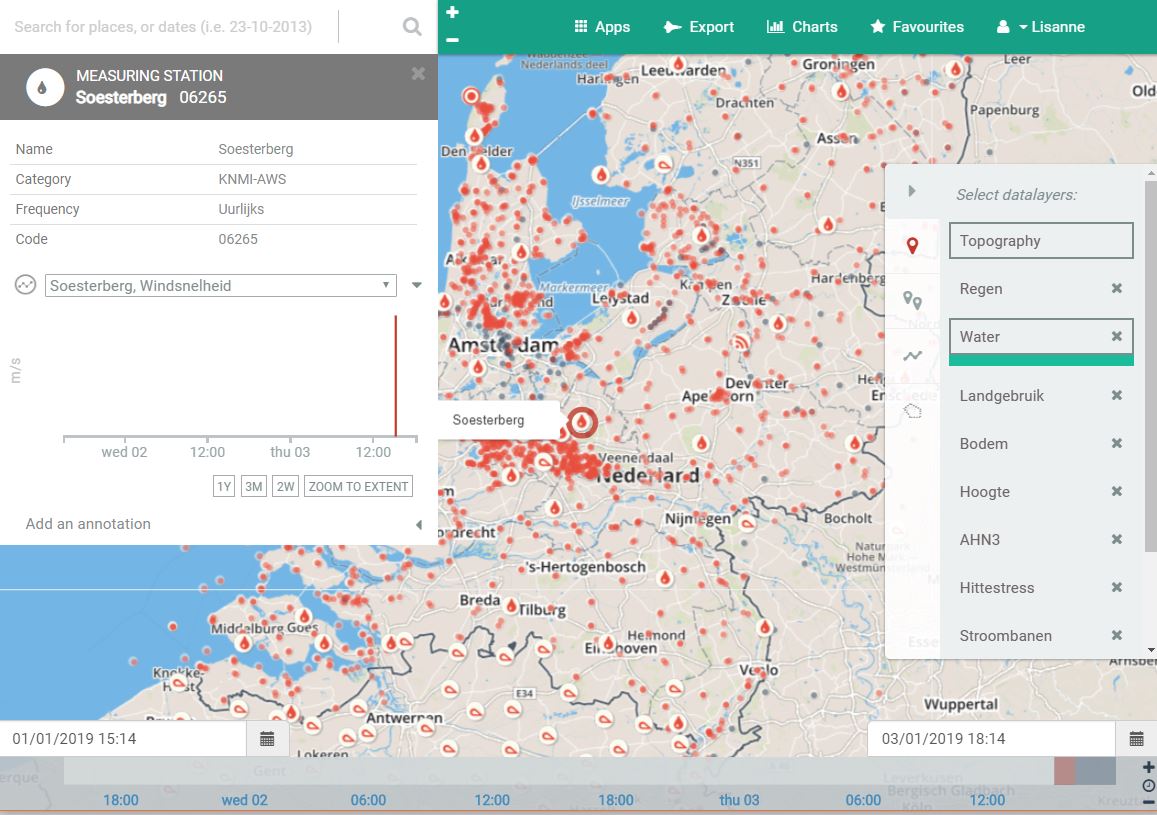 Search for places, or dates (i.e. 23-10-2013)
Apps
Export
Charts
Favourites
Lisanne
MEASURING STATION
Soesterberg 06265
Name Soesterberg
Category KNMI-AWS
Frequency Uurlijks
Code 06265
Soesterberg, Windsnelheid
m/s
wed 02 12:00 thu 03 12:00
1Y 3M 2W ZOOM TO EXTENT
Add an annotation
Nederlands deel
Harlingen
Leeuwarden
Groningen
Leer
Drachten
Papenburg
Assen
Den Helder
N351
IJsselmeer
Markermeer
Lelystad
Kampen
Zwolle
Hardenberg
Amsterdam
Deventer
Apeldoorn
Soesterberg
Veenendaal
Nederland
Nijmegen
Bocholt
's-Hertogenbosch
Breda
Tilburg
Middelburg
Goes
Helmond
Eindhoven
Venlo
Knokke-
Heist
E34
Antwerpen
Wuppertal
Lokeren
Select datalayers:
Topography
Regen
Water
Landgebruik
Bodem
Hoogte
AHN3
Hittestress
Stroombanen
01/01/2019 15:14
03/01/2019 18:14
Gent
Leverkusen
Bergisch Gladbach
Köln
18:00 wed 02 06:00 12:00 18:00 thu 03 06:00 12:00